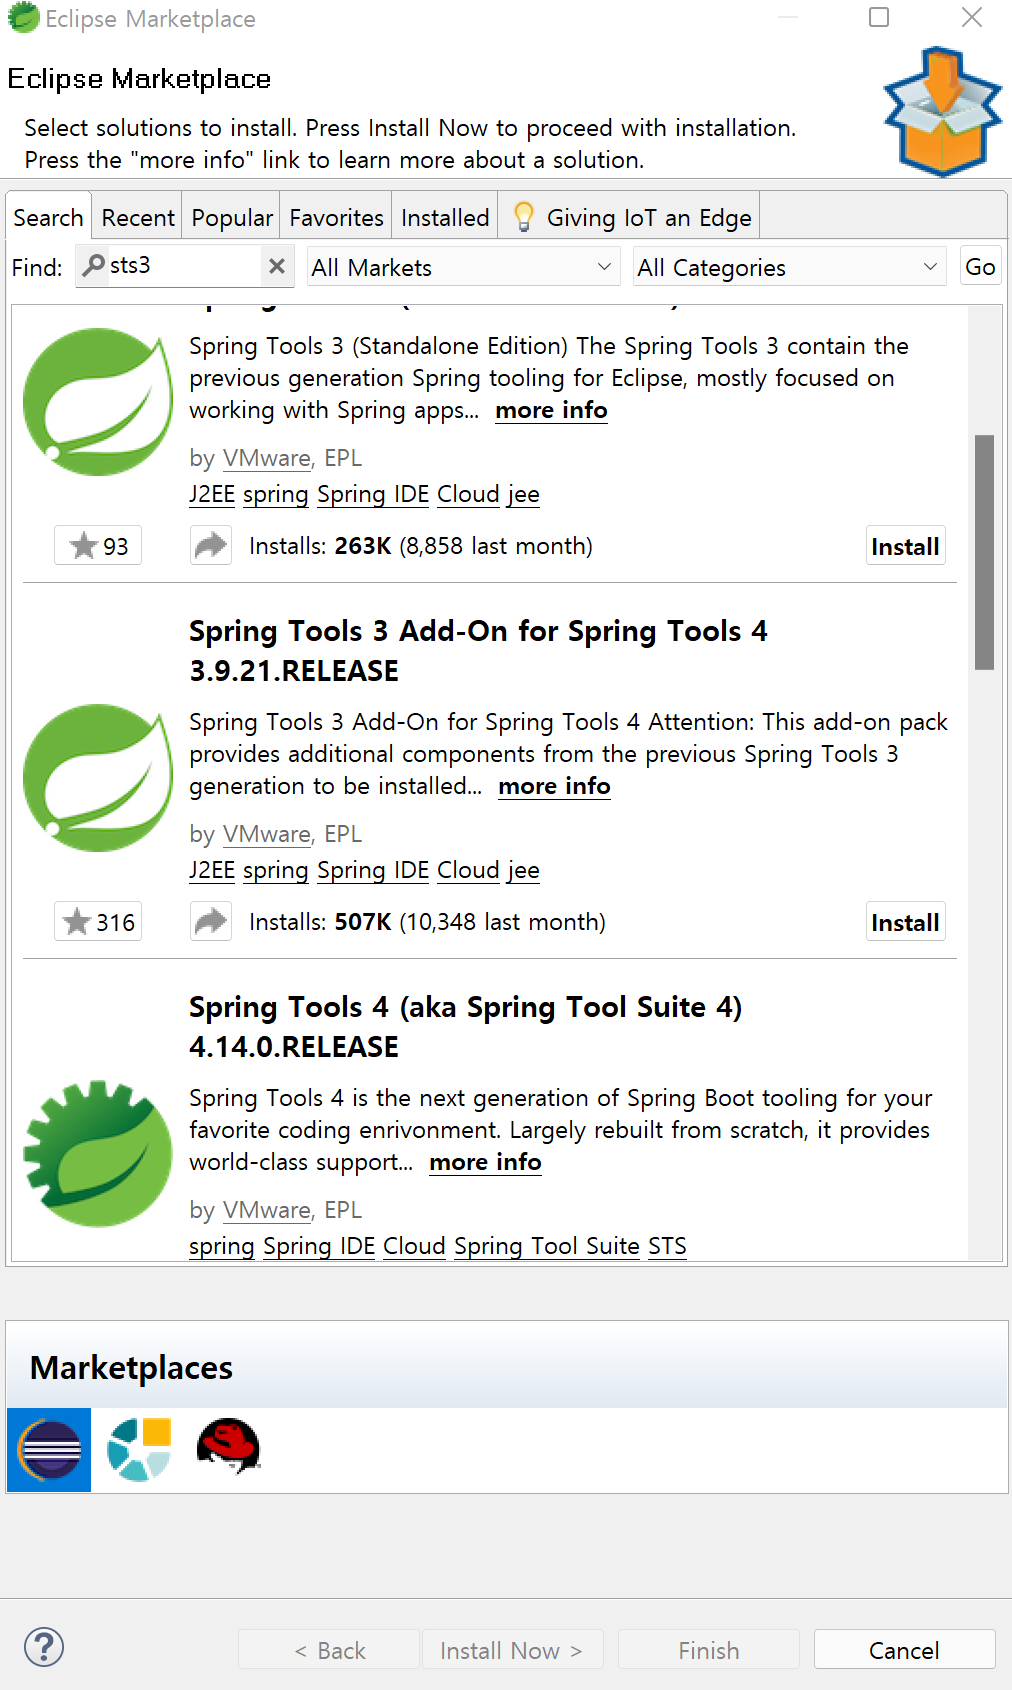 Eclipse Marketplace
Eclipse Marketplace
Select solutions to install. Press Install Now to proceed with installation.
Press the "more info" link to learn more about a solution.
Search Recent Popular Favorites Installed Giving IoT an Edge
Find: sts3 All Markets All Categories Go
Spring Tools 3 (Standalone Edition) The Spring Tools 3 contain the
previous generation Spring tooling for Eclipse, mostly focused on
working with Spring apps... more info
by VMware, EPL
J2EE spring Spring IDE Cloud jee
93 Installs: 263K (8,858 last month) Install
Spring Tools 3 Add-On for Spring Tools 4
3.9.21.RELEASE
Spring Tools 3 Add-On for Spring Tools 4 Attention: This add-on pack
provides additional components from the previous Spring Tools 3
generation to be installed... more info
by VMware, EPL
J2EE spring Spring IDE Cloud jee
316 Installs: 507K (10,348 last month) Install
Spring Tools 4 (aka Spring Tool Suite 4)
4.14.0.RELEASE
Spring Tools 4 is the next generation of Spring Boot tooling for your
favorite coding enrivonment. Largely rebuilt from scratch, it provides
world-class support... more info
by VMware, EPL
spring Spring IDE Cloud Spring Tool Suite STS
Marketplaces
? < Back Install Now > Finish Cancel